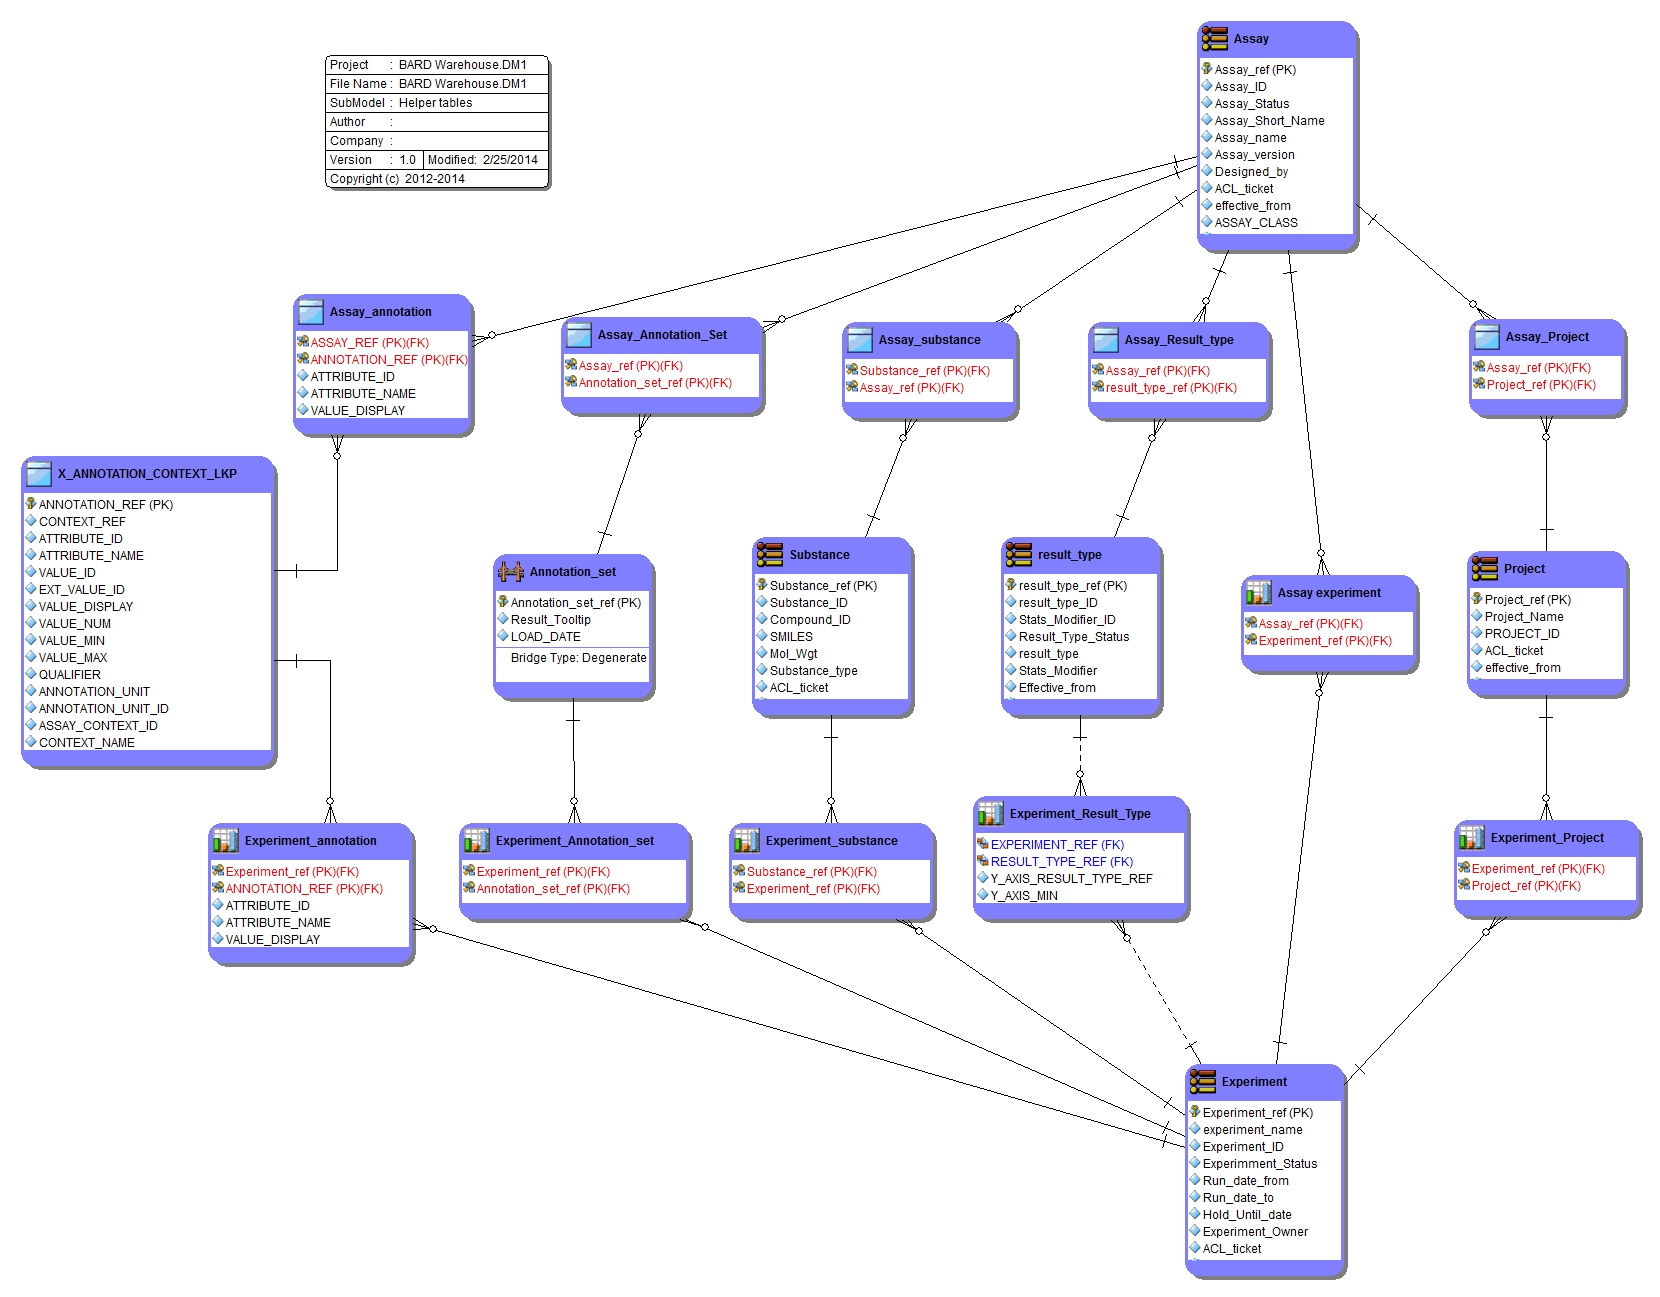 Project : BARD Warehouse.DM1
File Name : BARD Warehouse.DM1
SubModel : Helper tables
Author :
Company :
Version : 1.0 Modified: 2/25/2014
Copyright (c) 2012-2014
Assay
Assay_ref (PK)
Assay_ID
Assay_Status
Assay_Short_Name
Assay_name
Assay_version
Designed_by
ACL_ticket
effective_from
ASSAY_CLASS
Assay_annotation
ASSAY_REF (PK)(FK)
ANNOTATION_REF (PK)(FK)
ATTRIBUTE_ID
ATTRIBUTE_NAME
VALUE_DISPLAY
Assay_Annotation_Set
Assay_ref (PK)(FK)
Annotation_set_ref (PK)(FK)
Assay_substance
Substance_ref (PK)(FK)
Assay_ref (PK)(FK)
Assay_Result_type
Assay_ref (PK)(FK)
result_type_ref (PK)(FK)
Assay_Project
Assay_ref (PK)(FK)
Project_ref (PK)(FK)
X_ANNOTATION_CONTEXT_LKP
ANNOTATION_REF (PK)
CONTEXT_REF
ATTRIBUTE_ID
ATTRIBUTE_NAME
VALUE_ID
EXT_VALUE_ID
VALUE_DISPLAY
VALUE_NUM
VALUE_MIN
VALUE_MAX
QUALIFIER
ANNOTATION_UNIT
ANNOTATION_UNIT_ID
ASSAY_CONTEXT_ID
CONTEXT_NAME
Annotation_set
Annotation_set_ref (PK)
Result_Tooltip
LOAD_DATE
Bridge Type: Degenerate
Substance
Substance_ref (PK)
Substance_ID
Compound_ID
SMILES
Mol_Wgt
Substance_type
ACL_ticket
result_type
result_type_ref (PK)
result_type_ID
Stats_Modifier_ID
Result_Type_Status
result_type
Stats_Modifier
Effective_from
Assay experiment
Assay_ref (PK)(FK)
Experiment_ref (PK)(FK)
Project
Project_ref (PK)
Project_Name
PROJECT_ID
ACL_ticket
effective_from
Experiment_annotation
Experiment_ref (PK)(FK)
ANNOTATION_REF (PK)(FK)
ATTRIBUTE_ID
ATTRIBUTE_NAME
VALUE_DISPLAY
Experiment_Annotation_set
Experiment_ref (PK)(FK)
Annotation_set_ref (PK)(FK)
Experiment_substance
Substance_ref (PK)(FK)
Experiment_ref (PK)(FK)
Experiment_Result_Type
EXPERIMENT_REF (FK)
RESULT_TYPE_REF (FK)
Y_AXIS_RESULT_TYPE_REF
Y_AXIS_MIN
Experiment_Project
Experiment_ref (PK)(FK)
Project_ref (PK)(FK)
Experiment
Experiment_ref (PK)
experiment_name
Experiment_ID
Experimment_Status
Run_date_from
Run_date_to
Hold_Until_date
Experiment_Owner
ACL_ticket